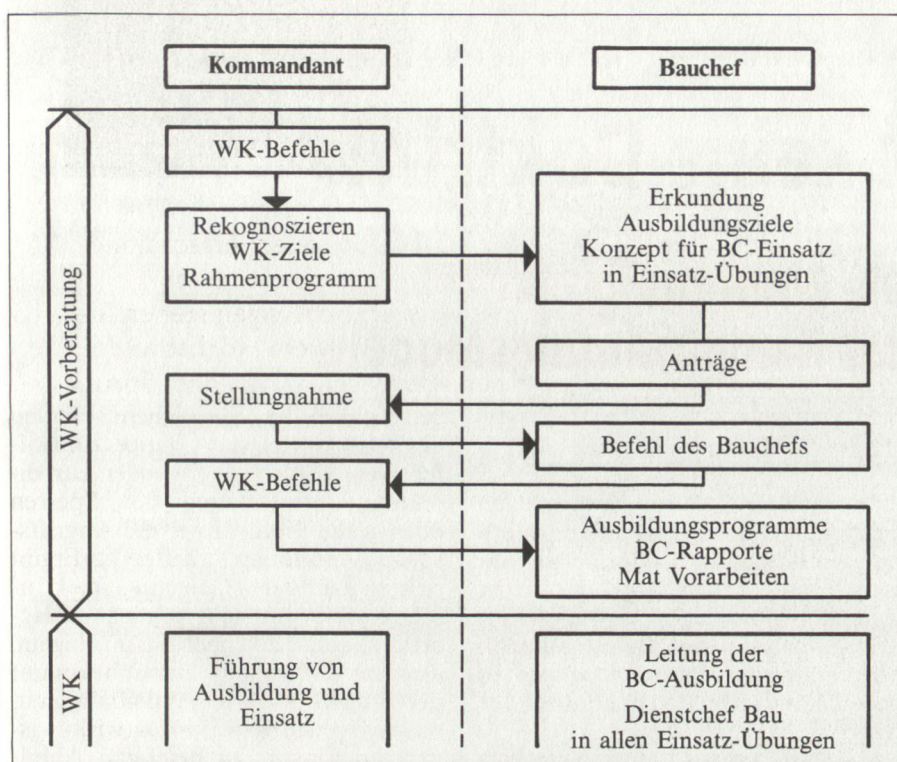 Kommandant
Bauchef
WK-Vorbereitung
WK-Befehle
Rekognoszieren
WK-Ziele
Rahmenprogramm
Erkundung
Ausbildungsziele
Konzept für BC-Einsatz
in Einsatz-Übungen
Anträge
Stellungnahme
Befehl des Bauchefs
WK-Befehle
Ausbildungsprogramme
BC-Rapporte
Mat Vorarbeiten
WK
Führung von
Ausbildung und
Einsatz
Leitung der
BC-Ausbildung
Dienstchef Bau
in allen Einsatz-Übungen